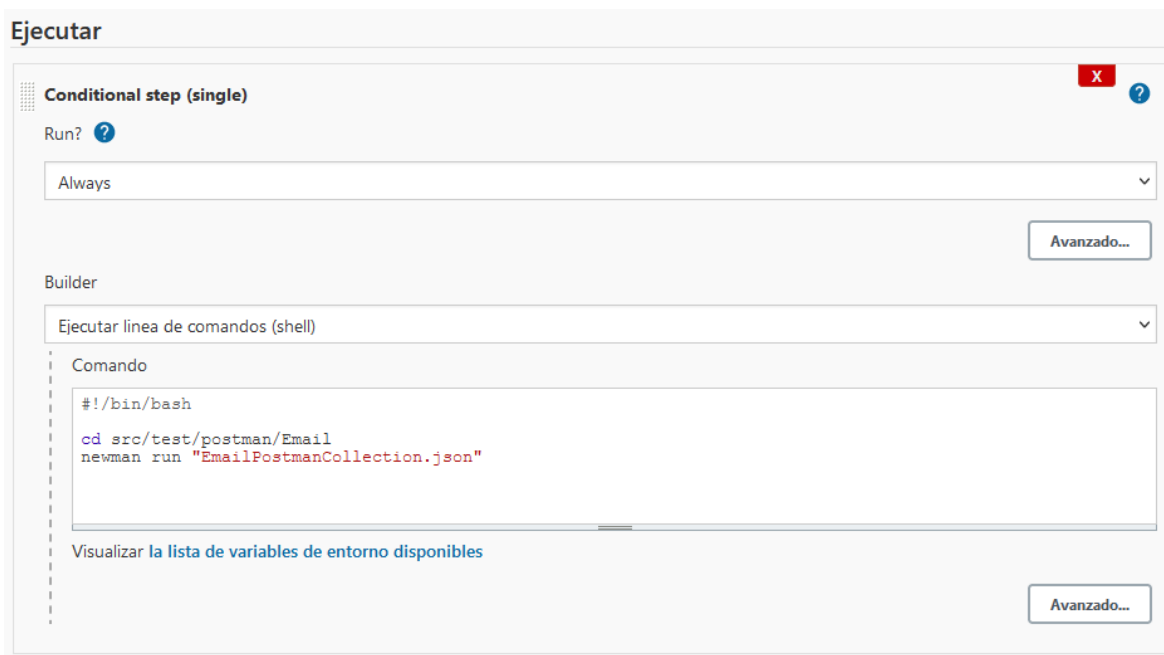 Ejecutar
X
Conditional step (single)
?
Run? ?
Always
Avanzado...
Builder
Ejecutar linea de comandos (shell)
Comando
#!/bin/bash
cd src/test/postman/Email
newman run "EmailPostmanCollection.json"
Visualizar la lista de variables de entorno disponibles
Avanzado...